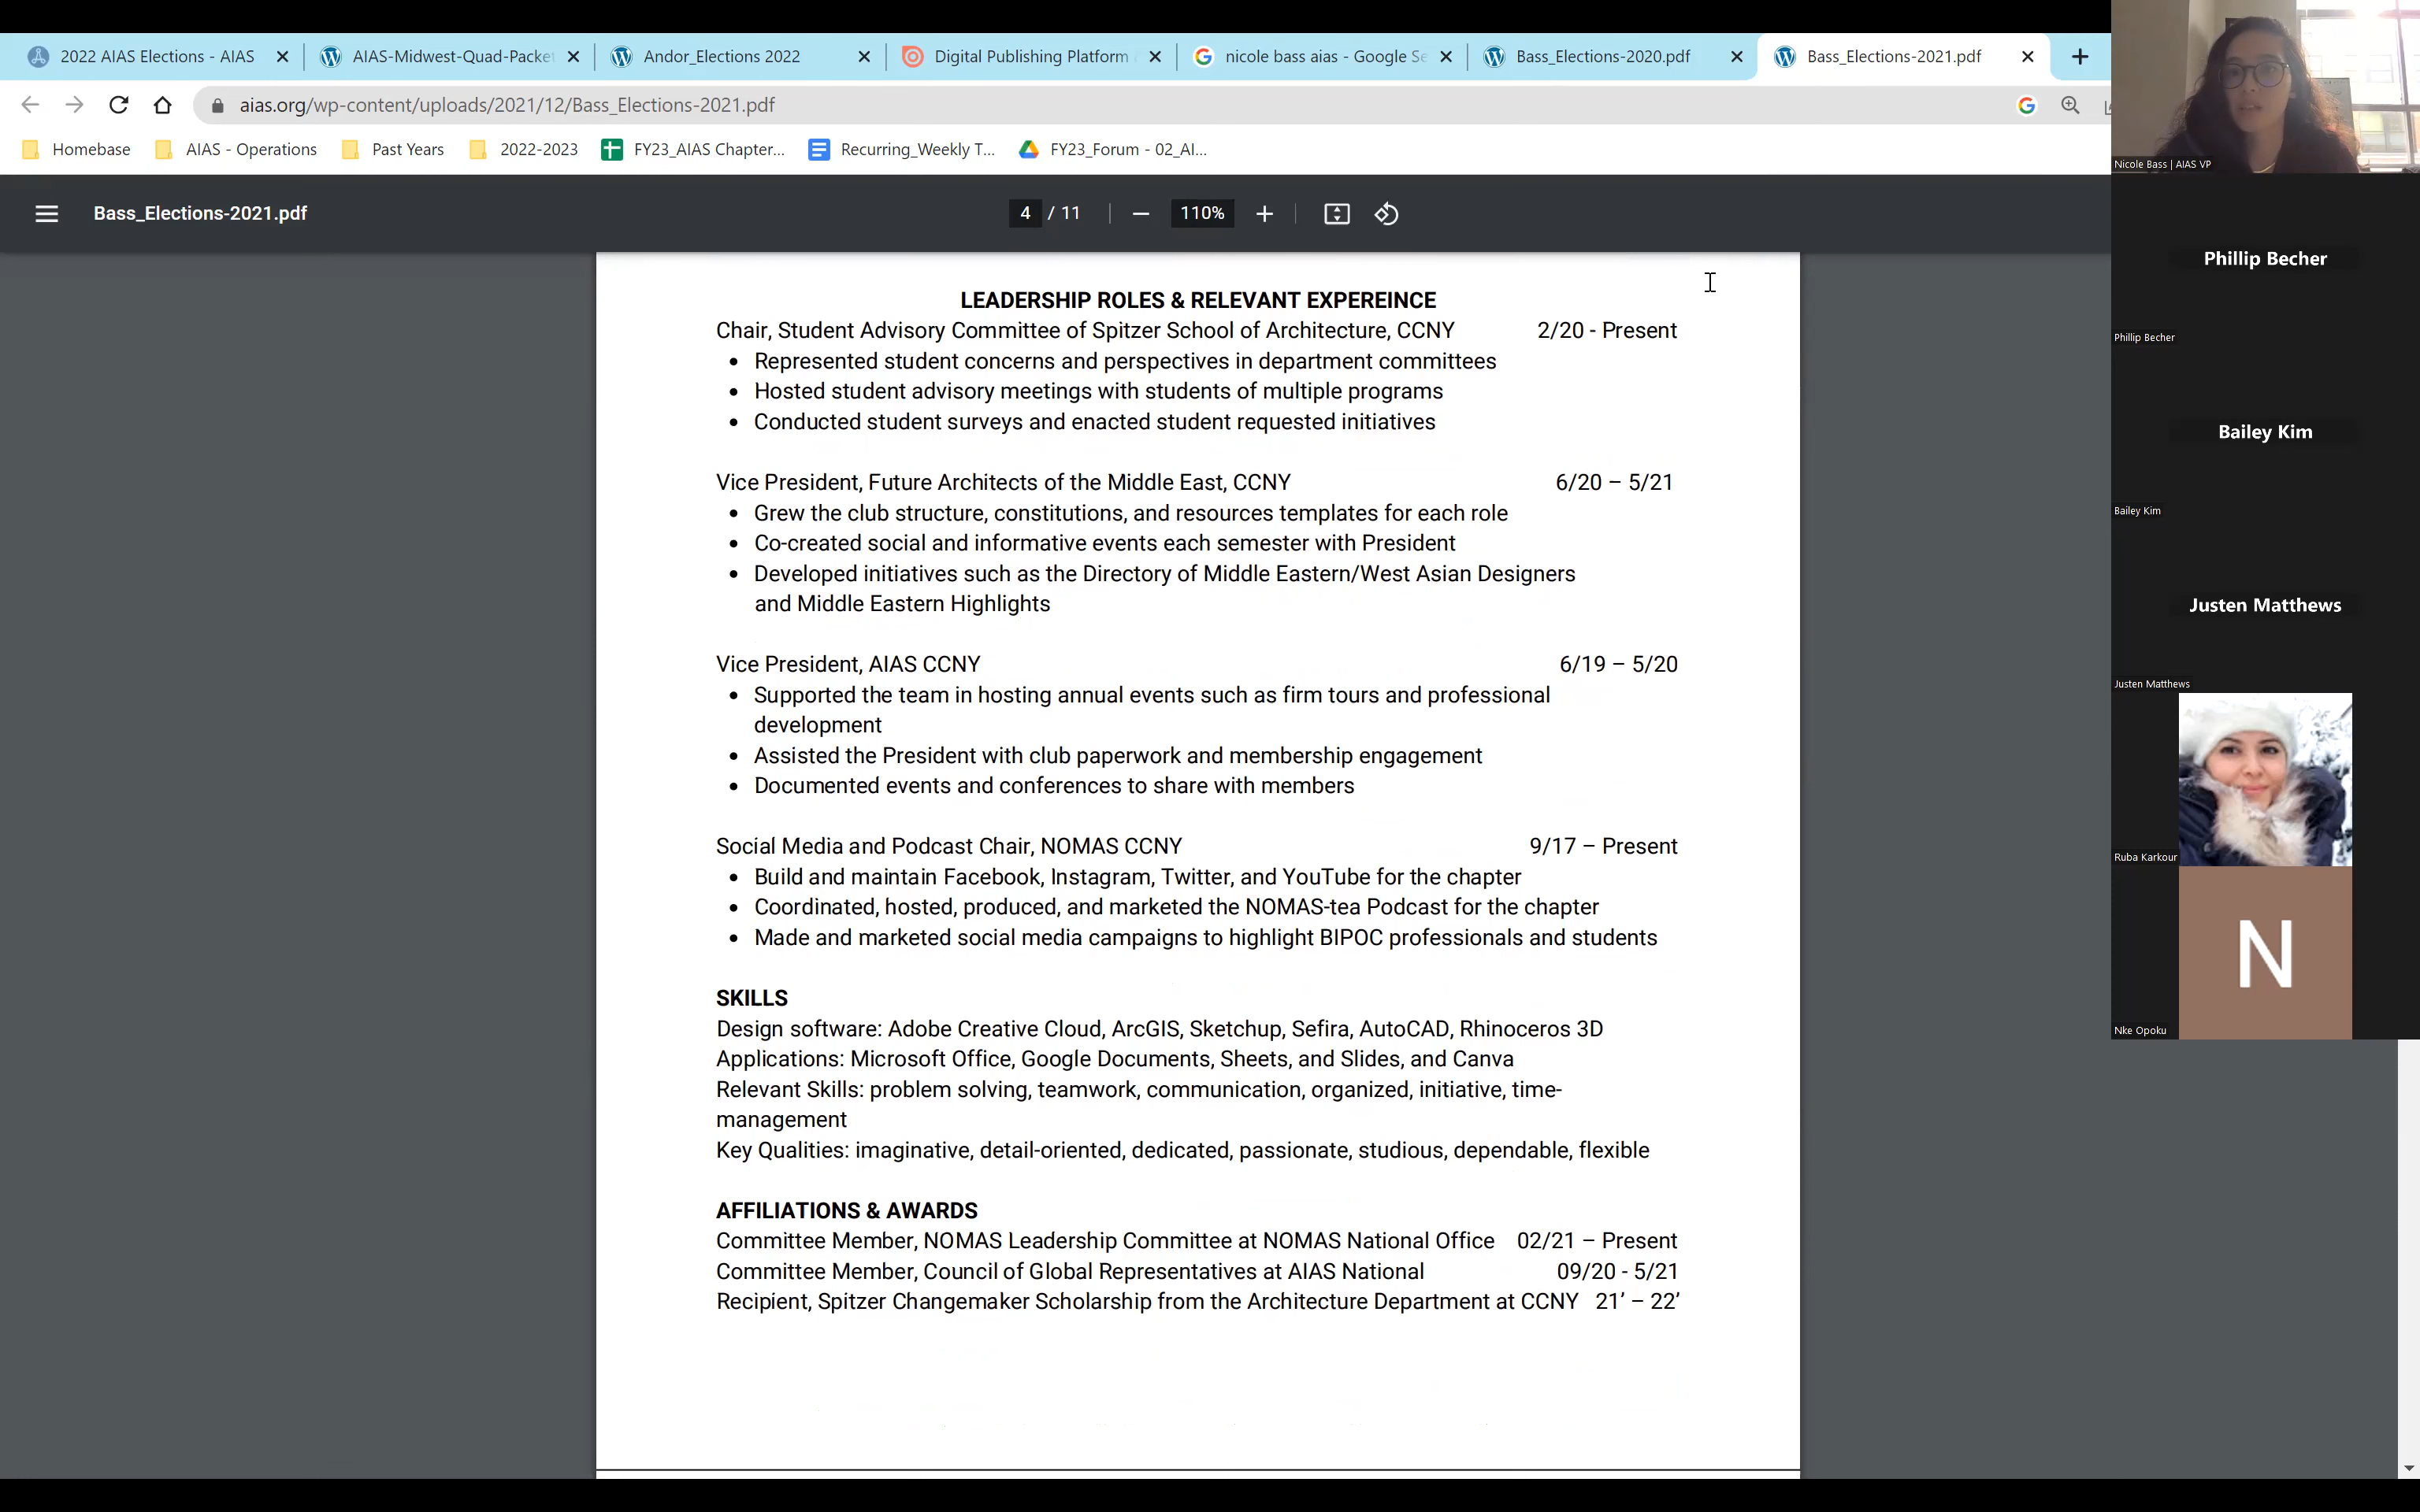 2022 AIAS Elections - AIAS
AIAS-Midwest-Quad-Packet
Andor_Elections 2022
Digital Publishing Platform
nicole bass aias - Google Se
Bass_Elections-2020.pdf
Bass_Elections-2021.pdf
aias.org/wp-content/uploads/2021/12/Bass_Elections-2021.pdf
Homebase
AIAS - Operations
Past Years
2022-2023
FY23_AIAS Chapter...
Recurring_Weekly T...
FY23_Forum - 02_AI...
Bass_Elections-2021.pdf
4 / 11
110%
LEADERSHIP ROLES & RELEVANT EXPEREINCE
Chair, Student Advisory Committee of Spitzer School of Architecture, CCNY 2/20 - Present
• Represented student concerns and perspectives in department committees
• Hosted student advisory meetings with students of multiple programs
• Conducted student surveys and enacted student requested initiatives
Vice President, Future Architects of the Middle East, CCNY 6/20 – 5/21
• Grew the club structure, constitutions, and resources templates for each role
• Co-created social and informative events each semester with President
• Developed initiatives such as the Directory of Middle Eastern/West Asian Designers
and Middle Eastern Highlights
Vice President, AIAS CCNY 6/19 – 5/20
• Supported the team in hosting annual events such as firm tours and professional
development
• Assisted the President with club paperwork and membership engagement
• Documented events and conferences to share with members
Social Media and Podcast Chair, NOMAS CCNY 9/17 – Present
• Build and maintain Facebook, Instagram, Twitter, and YouTube for the chapter
• Coordinated, hosted, produced, and marketed the NOMAS-tea Podcast for the chapter
• Made and marketed social media campaigns to highlight BIPOC professionals and students
SKILLS
Design software: Adobe Creative Cloud, ArcGIS, Sketchup, Sefira, AutoCAD, Rhinoceros 3D
Applications: Microsoft Office, Google Documents, Sheets, and Slides, and Canva
Relevant Skills: problem solving, teamwork, communication, organized, initiative, time-
management
Key Qualities: imaginative, detail-oriented, dedicated, passionate, studious, dependable, flexible
AFFILIATIONS & AWARDS
Committee Member, NOMAS Leadership Committee at NOMAS National Office 02/21 – Present
Committee Member, Council of Global Representatives at AIAS National 09/20 - 5/21
Recipient, Spitzer Changemaker Scholarship from the Architecture Department at CCNY 21’ – 22’
Nicole Bass | AIAS VP
Phillip Becher
Phillip Becher
Bailey Kim
Bailey Kim
Justen Matthews
Justen Matthews
Ruba Karkour
N
Nke Opoku